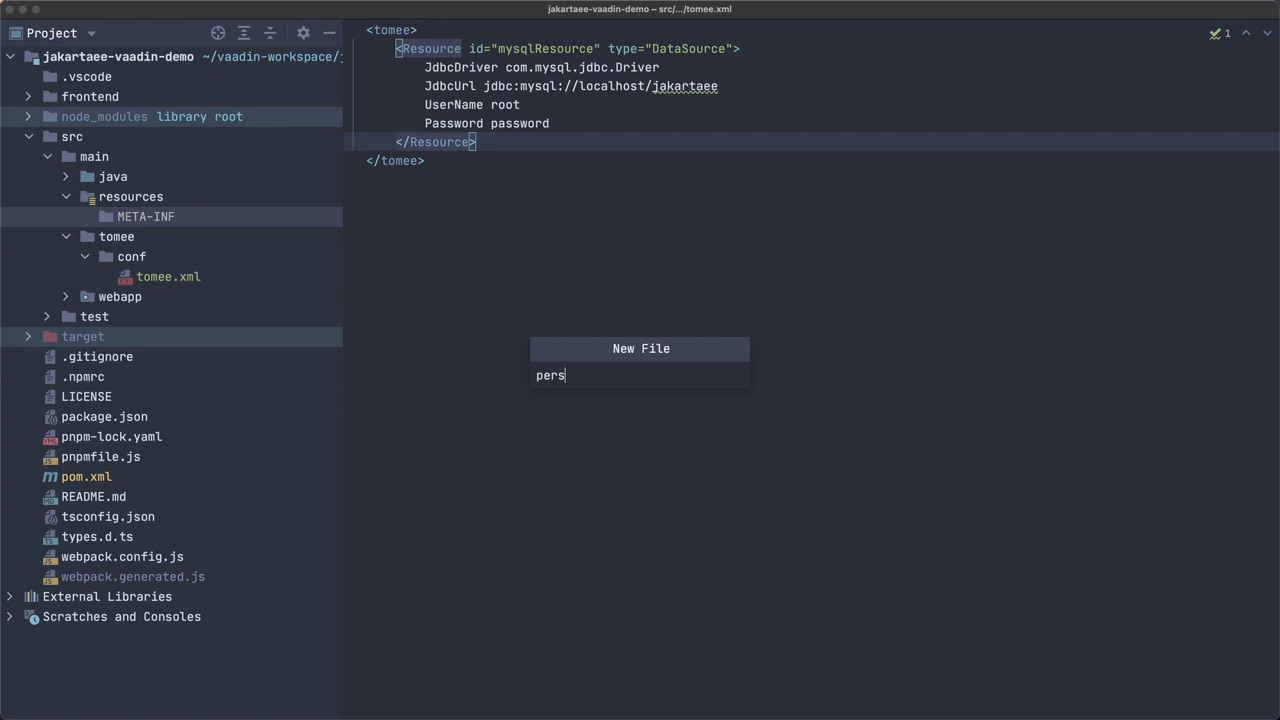 jakartaee-vaadin-demo – src/.../tomee.xml
Project
jakartaee-vaadin-demo ~/vaadin-workspace/j
.vscode
frontend
node_modules library root
src
main
java
resources
META-INF
tomee
conf
tomee.xml
webapp
test
target
.gitignore
.npmrc
LICENSE
package.json
pnpm-lock.yaml
pnpmfile.js
pom.xml
README.md
tsconfig.json
types.d.ts
webpack.config.js
webpack.generated.js
External Libraries
Scratches and Consoles
<tomee>
<Resource id="mysqlResource" type="DataSource">
JdbcDriver com.mysql.jdbc.Driver
JdbcUrl jdbc:mysql://localhost/jakartaee
UserName root
Password password
</Resource>
</tomee>
1
New File
pers